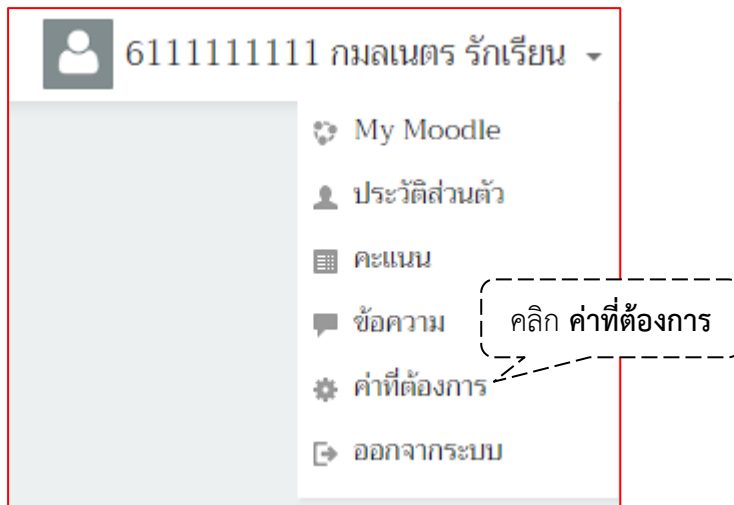 6111111111 กมลเนตร รักเรียน
My Moodle
ประวัติส่วนตัว
คะแนน
ข้อความ
คลิก ค่าที่ต้องการ
ค่าที่ต้องการ
ออกจากระบบ